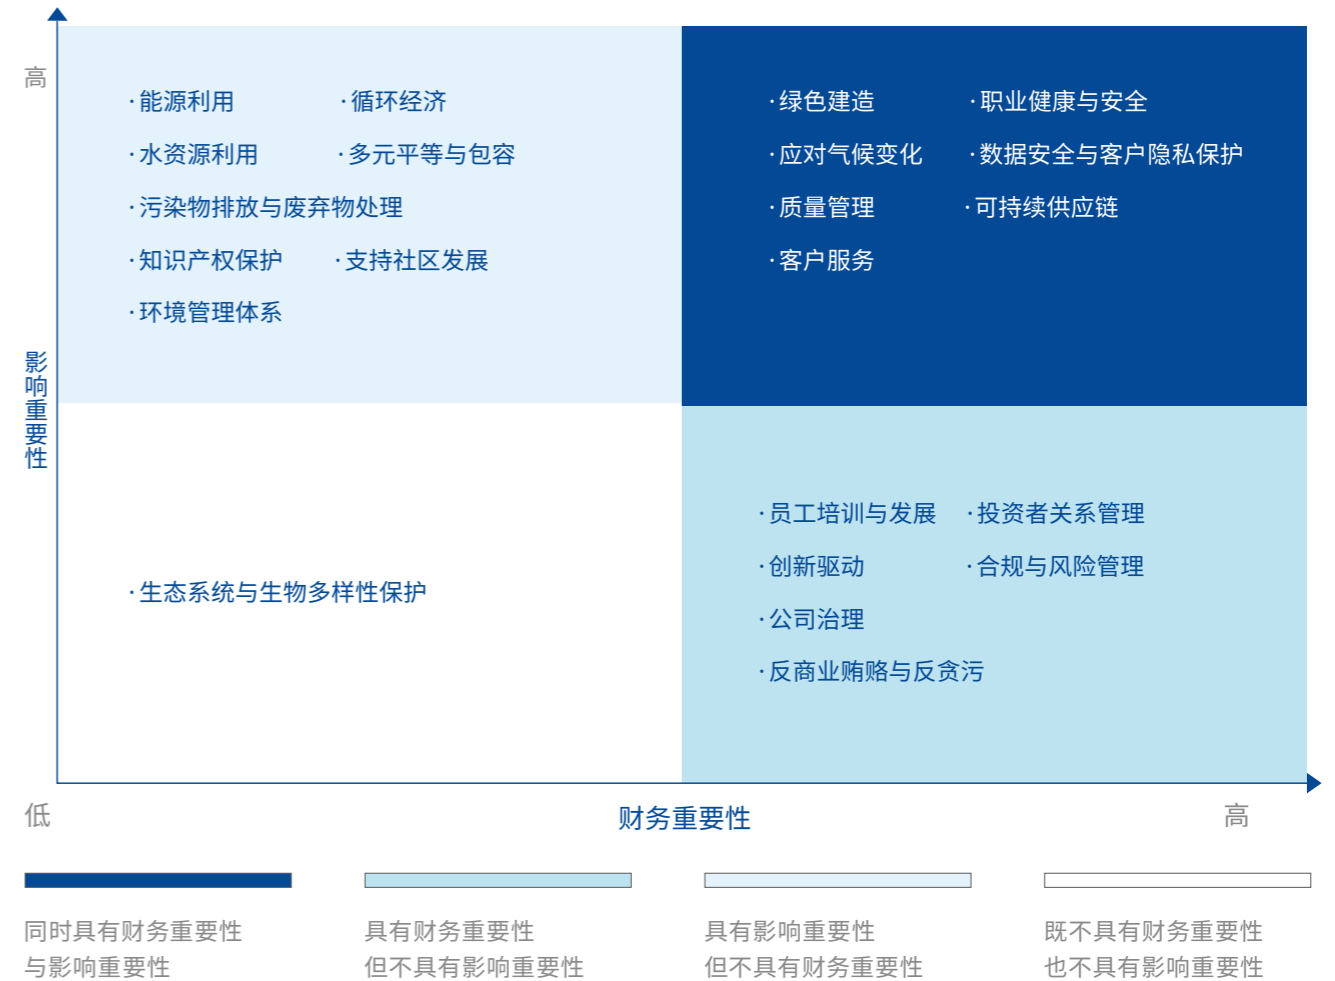 高
·能源利用 ·循环经济
·水资源利用 ·多元平等与包容
·污染物排放与废弃物处理
·知识产权保护 ·支持社区发展
·环境管理体系
·绿色建造 ·职业健康与安全
·应对气候变化 ·数据安全与客户隐私保护
·质量管理 ·可持续供应链
·客户服务
影响重要性
·生态系统与生物多样性保护
·员工培训与发展 ·投资者关系管理
·创新驱动 ·合规与风险管理
·公司治理
·反商业贿赂与反贪污
低 财务重要性 高
同时具有财务重要性
与影响重要性
具有财务重要性
但不具有影响重要性
具有影响重要性
但不具有财务重要性
既不具有财务重要性
也不具有影响重要性